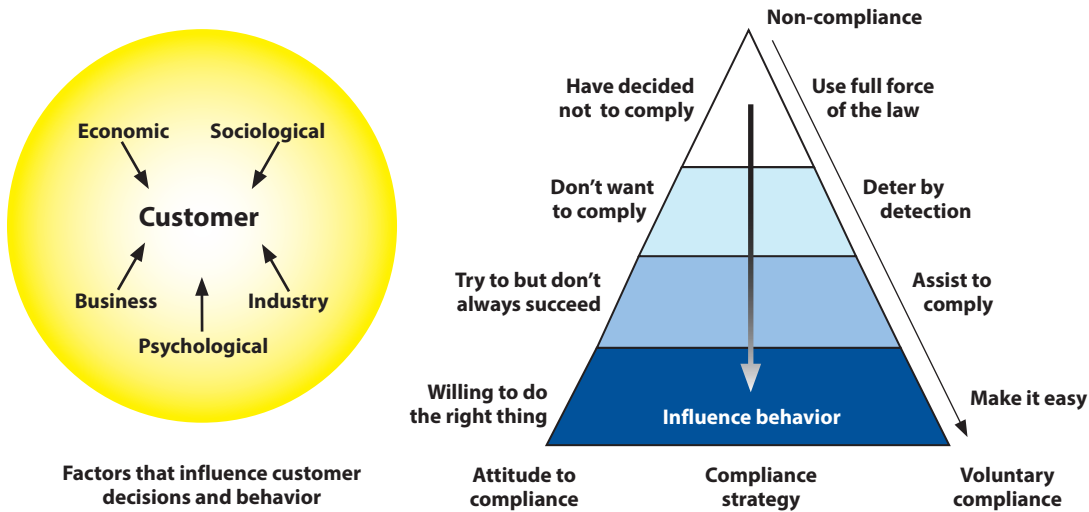 Economic
Sociological
Customer
Business
Industry
Psychological
Factors that influence customer
decisions and behavior
Non-compliance
Have decided
not to comply
Use full force
of the law
Don’t want
to comply
Deter by
detection
Try to but don’t
always succeed
Assist to
comply
Willing to do
the right thing
Influence behavior
Make it easy
Attitude to
compliance
Compliance
strategy
Voluntary
compliance